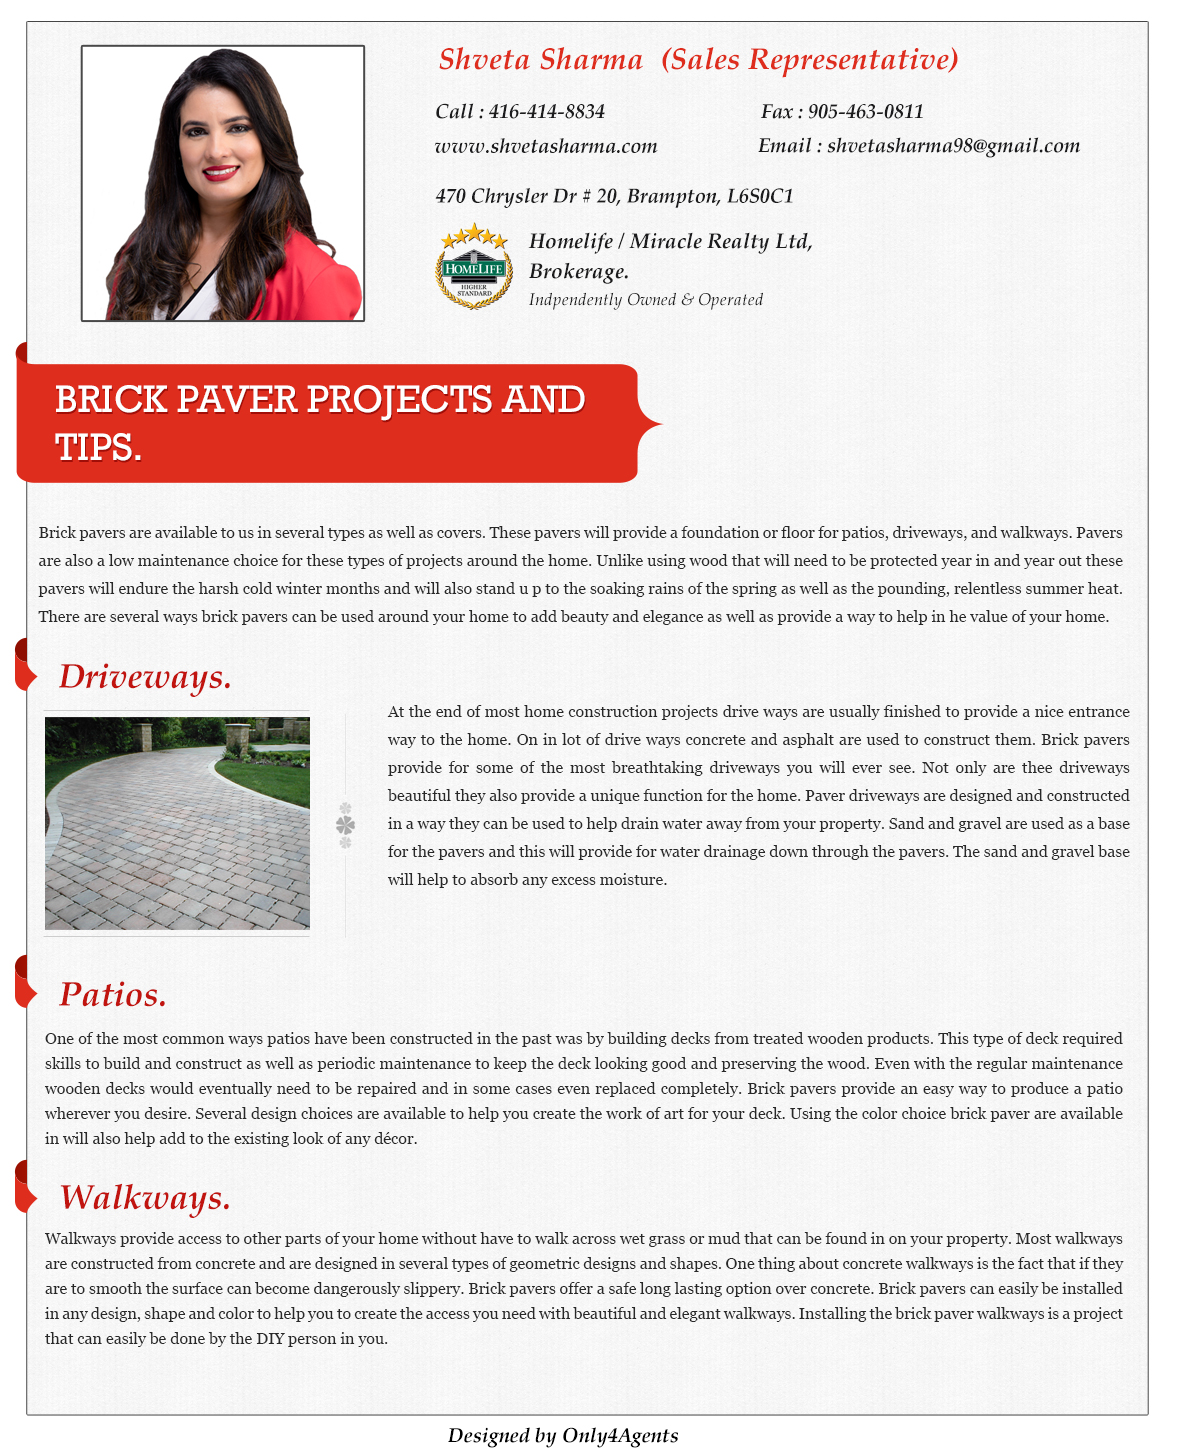 Shveta Sharma (Sales Representative)
Call : 416-414-8834
Fax : 905-463-0811
www.shvetasharma.com
Email : shvetasharma98@gmail.com
470 Chrysler Dr # 20, Brampton, L6S0C1
HOMELIFE
HIGHER
STANDARD
Homelife / Miracle Realty Ltd,
Brokerage.
Indpendently Owned & Operated
BRICK PAVER PROJECTS AND
TIPS.
Brick pavers are available to us in several types as well as covers. These pavers will provide a foundation or floor for patios, driveways, and walkways. Pavers
are also a low maintenance choice for these types of projects around the home. Unlike using wood that will need to be protected year in and year out these
pavers will endure the harsh cold winter months and will also stand u p to the soaking rains of the spring as well as the pounding, relentless summer heat.
There are several ways brick pavers can be used around your home to add beauty and elegance as well as provide a way to help in he value of your home.
Driveways.
At the end of most home construction projects drive ways are usually finished to provide a nice entrance
way to the home. On in lot of drive ways concrete and asphalt are used to construct them. Brick pavers
provide for some of the most breathtaking driveways you will ever see. Not only are thee driveways
beautiful they also provide a unique function for the home. Paver driveways are designed and constructed
in a way they can be used to help drain water away from your property. Sand and gravel are used as a base
for the pavers and this will provide for water drainage down through the pavers. The sand and gravel base
will help to absorb any excess moisture.
Patios.
One of the most common ways patios have been constructed in the past was by building decks from treated wooden products. This type of deck required
skills to build and construct as well as periodic maintenance to keep the deck looking good and preserving the wood. Even with the regular maintenance
wooden decks would eventually need to be repaired and in some cases even replaced completely. Brick pavers provide an easy way to produce a patio
wherever you desire. Several design choices are available to help you create the work of art for your deck. Using the color choice brick paver are available
in will also help add to the existing look of any décor.
Walkways.
Walkways provide access to other parts of your home without have to walk across wet grass or mud that can be found in on your property. Most walkways
are constructed from concrete and are designed in several types of geometric designs and shapes. One thing about concrete walkways is the fact that if they
are to smooth the surface can become dangerously slippery. Brick pavers offer a safe long lasting option over concrete. Brick pavers can easily be installed
in any design, shape and color to help you to create the access you need with beautiful and elegant walkways. Installing the brick paver walkways is a project
that can easily be done by the DIY person in you.
Designed by Only4Agents